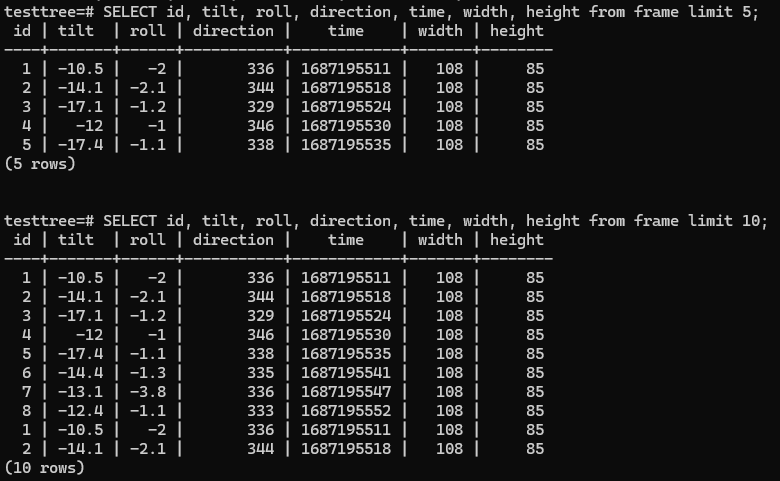 testtree=# SELECT id, tilt, roll, direction, time, width, height from frame limit 5;
 id | tilt  | roll | direction |    time    | width | height
----+-------+------+-----------+------------+-------+--------
  1 | -10.5 |   -2 |       336 | 1687195511 |   108 |     85
  2 | -14.1 | -2.1 |       344 | 1687195518 |   108 |     85
  3 | -17.1 | -1.2 |       329 | 1687195524 |   108 |     85
  4 |   -12 |   -1 |       346 | 1687195530 |   108 |     85
  5 | -17.4 | -1.1 |       338 | 1687195535 |   108 |     85
(5 rows)

testtree=# SELECT id, tilt, roll, direction, time, width, height from frame limit 10;
 id | tilt  | roll | direction |    time    | width | height
----+-------+------+-----------+------------+-------+--------
  1 | -10.5 |   -2 |       336 | 1687195511 |   108 |     85
  2 | -14.1 | -2.1 |       344 | 1687195518 |   108 |     85
  3 | -17.1 | -1.2 |       329 | 1687195524 |   108 |     85
  4 |   -12 |   -1 |       346 | 1687195530 |   108 |     85
  5 | -17.4 | -1.1 |       338 | 1687195535 |   108 |     85
  6 | -14.4 | -1.3 |       335 | 1687195541 |   108 |     85
  7 | -13.1 | -3.8 |       336 | 1687195547 |   108 |     85
  8 | -12.4 | -1.1 |       333 | 1687195552 |   108 |     85
  1 | -10.5 |   -2 |       336 | 1687195511 |   108 |     85
  2 | -14.1 | -2.1 |       344 | 1687195518 |   108 |     85
(10 rows)